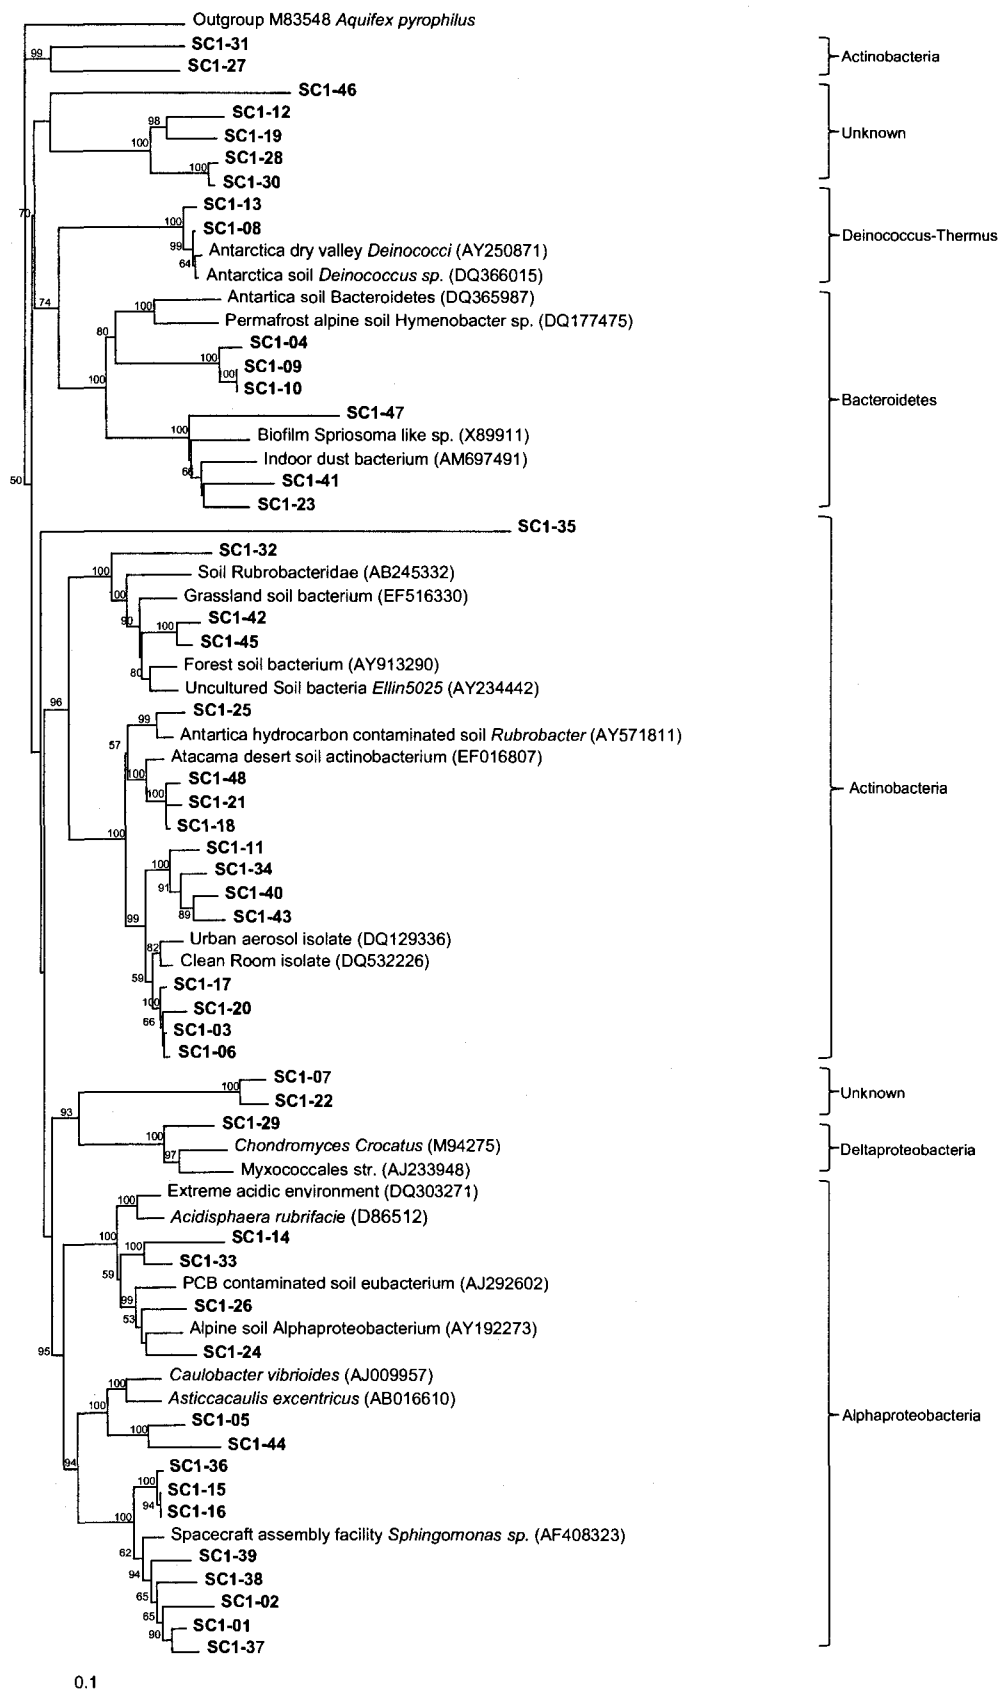 Outgroup M83548 Aquifex pyrophilus
SC1-31
99
Actinobacteria
SC1-27
SC1-46
SC1-12
98
SC1-19
Unknown
100
SC1-28
100
SC1-30
SC1-13
70
100
SC1-08
Deinococcus-Thermus
99
Antarctica dry valley Deinococci (AY250871)
64
Antarctica soil Deinococcus sp. (DQ366015)
Antartica soil Bacteroidetes (DQ365987)
74
100
Permafrost alpine soil Hymenobacter sp. (DQ177475)
80
SC1-04
100
SC1-09
100
100
SC1-10
Bacteroidetes
SC1-47
100
Biofilm Spriosoma like sp. (X89911)
Indoor dust bacterium (AM697491)
66
50
SC1-41
SC1-23
SC1-35
SC1-32
100
Soil Rubrobacteridae (AB245332)
100
Grassland soil bacterium (EF516330)
90
SC1-42
100
SC1-45
Forest soil bacterium (AY913290)
80
Uncultured Soil bacteria Ellin5025 (AY234442)
96
SC1-25
99
Antartica hydrocarbon contaminated soil Rubrobacter (AY571811)
57
Atacama desert soil actinobacterium (EF016807)
100
SC1-48
Actinobacteria
100
SC1-21
SC1-18
100
SC1-11
100
SC1-34
91
SC1-40
89
SC1-43
99
Urban aerosol isolate (DQ129336)
82
Clean Room isolate (DQ532226)
59
SC1-17
100
SC1-20
66
SC1-03
SC1-06
SC1-07
100
Unknown
SC1-22
93
SC1-29
100
Chondromyces Crocatus (M94275)
Deltaproteobacteria
97
Myxococcales str. (AJ233948)
Extreme acidic environment (DQ303271)
100
Acidisphaera rubrifacie (D86512)
100
SC1-14
100
SC1-33
59
PCB contaminated soil eubacterium (AJ292602)
99
SC1-26
53
Alpine soil Alphaproteobacterium (AY192273)
95
SC1-24
Caulobacter vibrioides (AJ009957)
100
Asticcacaulis excentricus (AB016610)
100
SC1-05
Alphaproteobacteria
100
SC1-44
94
SC1-36
100
SC1-15
94
SC1-16
100
Spacecraft assembly facility Sphingomonas sp. (AF408323)
62
SC1-39
94
SC1-38
65
SC1-02
65
SC1-01
90
SC1-37
0.1